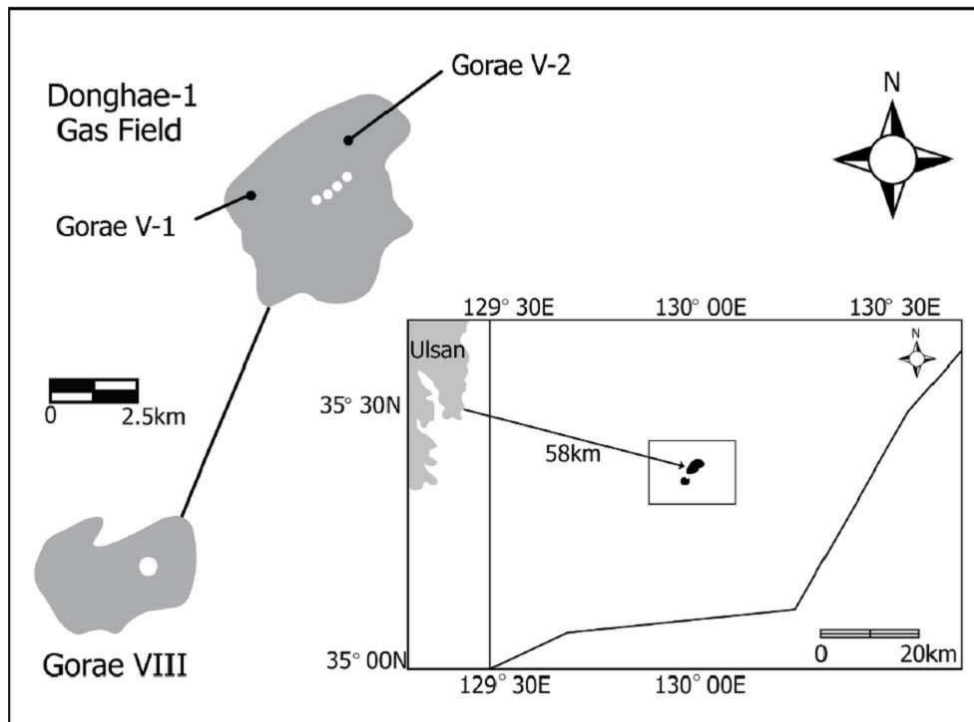 Gorae V-2
Donghae-1
Gas Field
N
Gorae V-1
129° 30E
130° 00E
130° 30E
Ulsan
N
35° 30N
0
2.5km
58km
Gorae VIII
35° 00N
0
20km
129° 30E
130° 00E